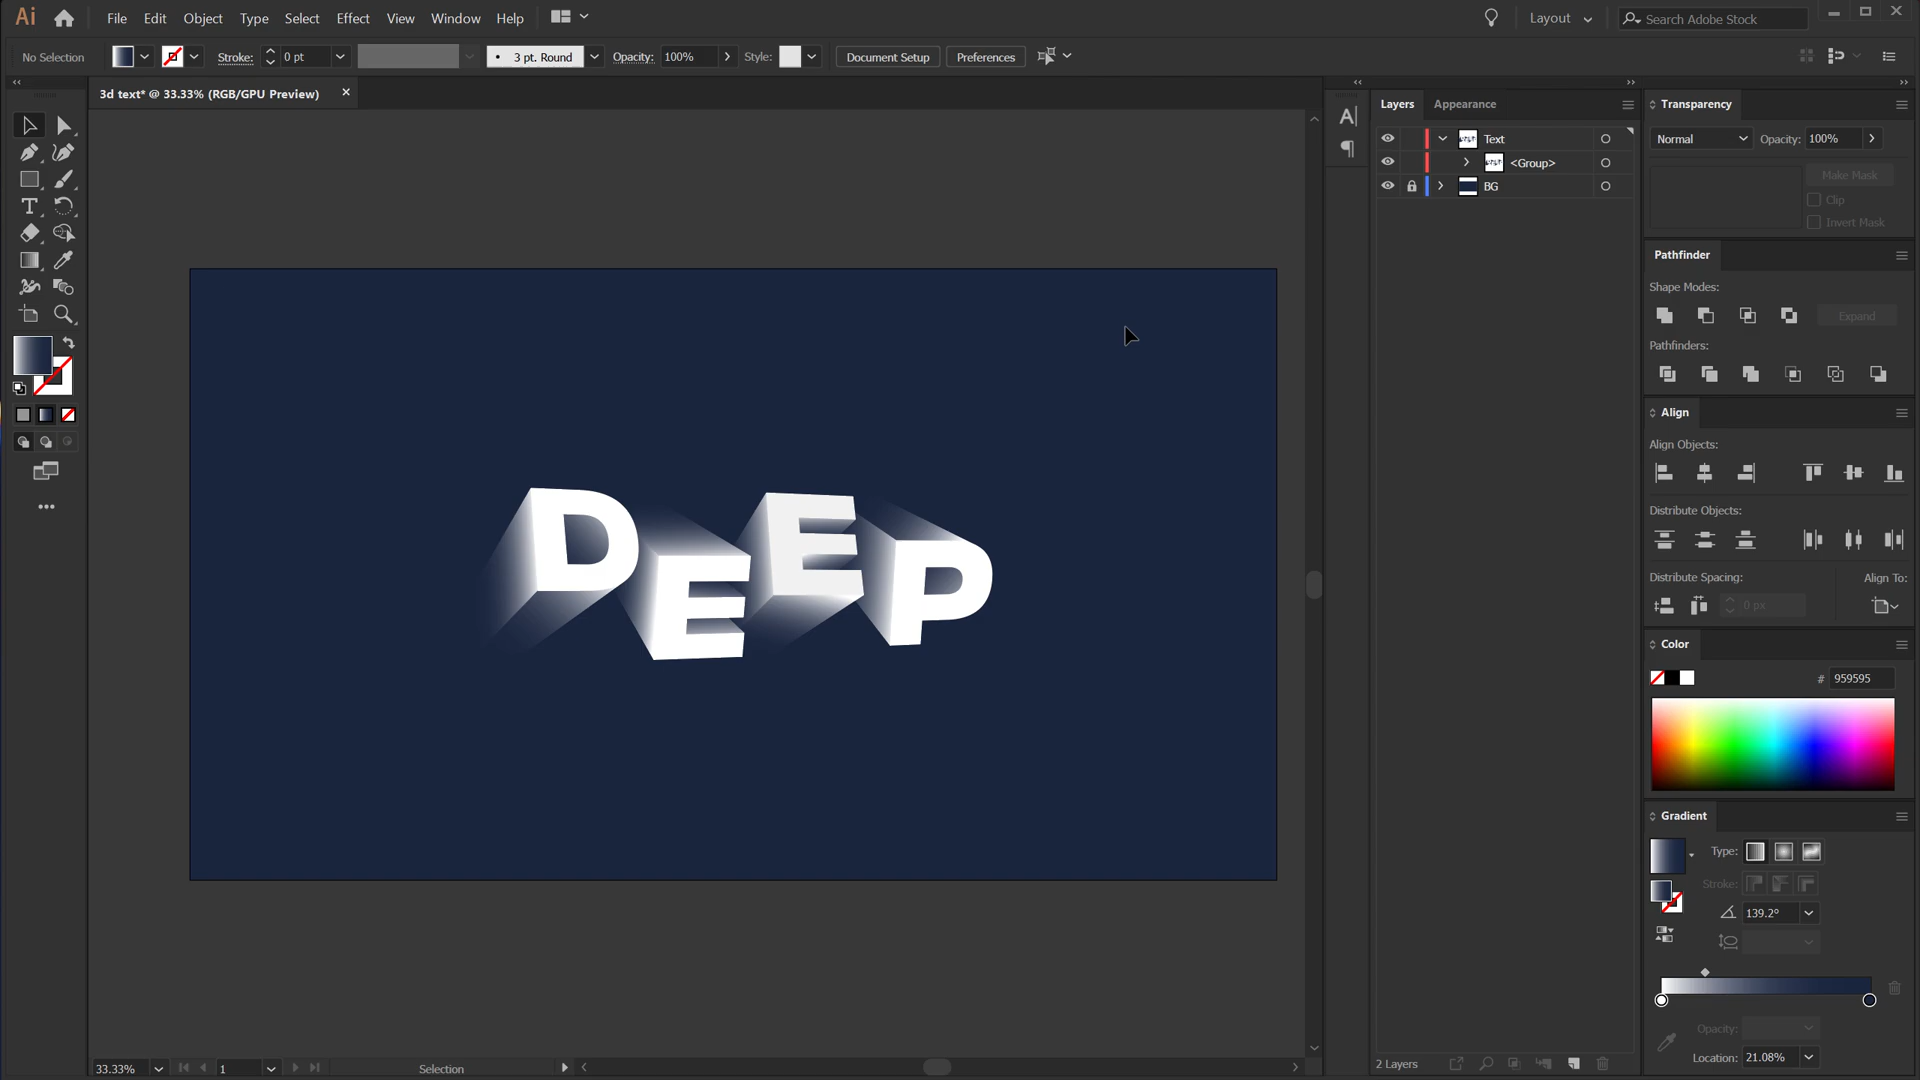 Ai File Edit Object Type Select Effect View Window Help Layout Search Adobe Stock
No Selection Stroke: 0 pt 3 pt. Round Opacity: 100% Style: Document Setup Preferences
3d text* @ 33.33% (RGB/GPU Preview)
DEEP
33.33% 1 Selection
Layers Appearance
Text
<Group>
BG
2 Layers
Transparency
Normal Opacity: 100%
Make Mask
Clip
Invert Mask
Pathfinder
Shape Modes:
Expand
Pathfinders:
Align
Align Objects:
Distribute Objects:
Distribute Spacing: Align To:
0 px
Color
# 959595
Gradient
Type:
Stroke:
139.2°
Opacity:
Location: 21.08%